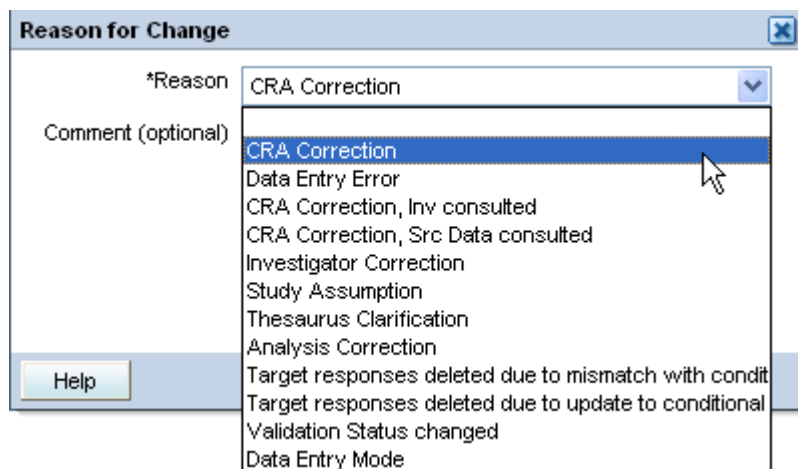 Reason for Change
*Reason CRA Correction
Comment (optional)
CRA Correction
Data Entry Error
CRA Correction, Inv consulted
CRA Correction, Src Data consulted
Investigator Correction
Study Assumption
Thesaurus Clarification
Analysis Correction
Help
Target responses deleted due to mismatch with condit
Target responses deleted due to update to conditional
Validation Status changed
Data Entry Mode